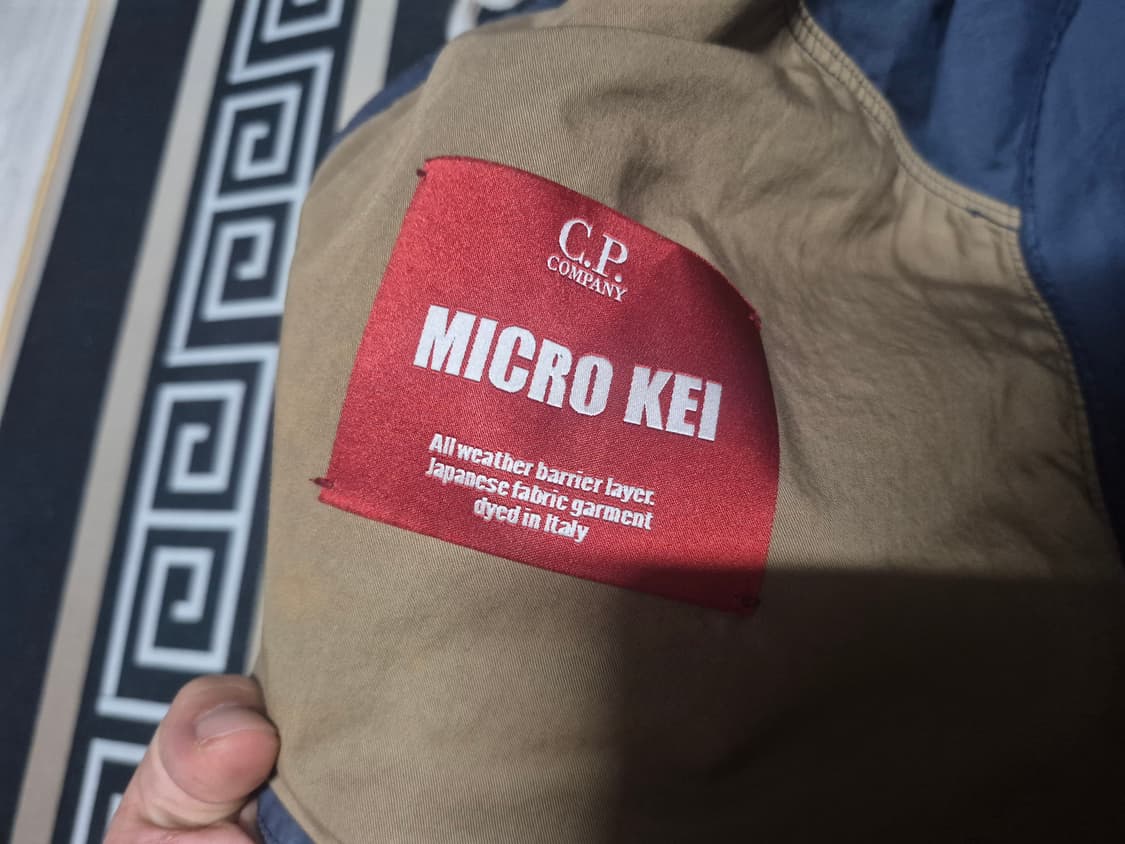 C.P.
COMPANY
MICRO KEI
All weather barrier layer.
Japanese fabric garment
dyed in Italy